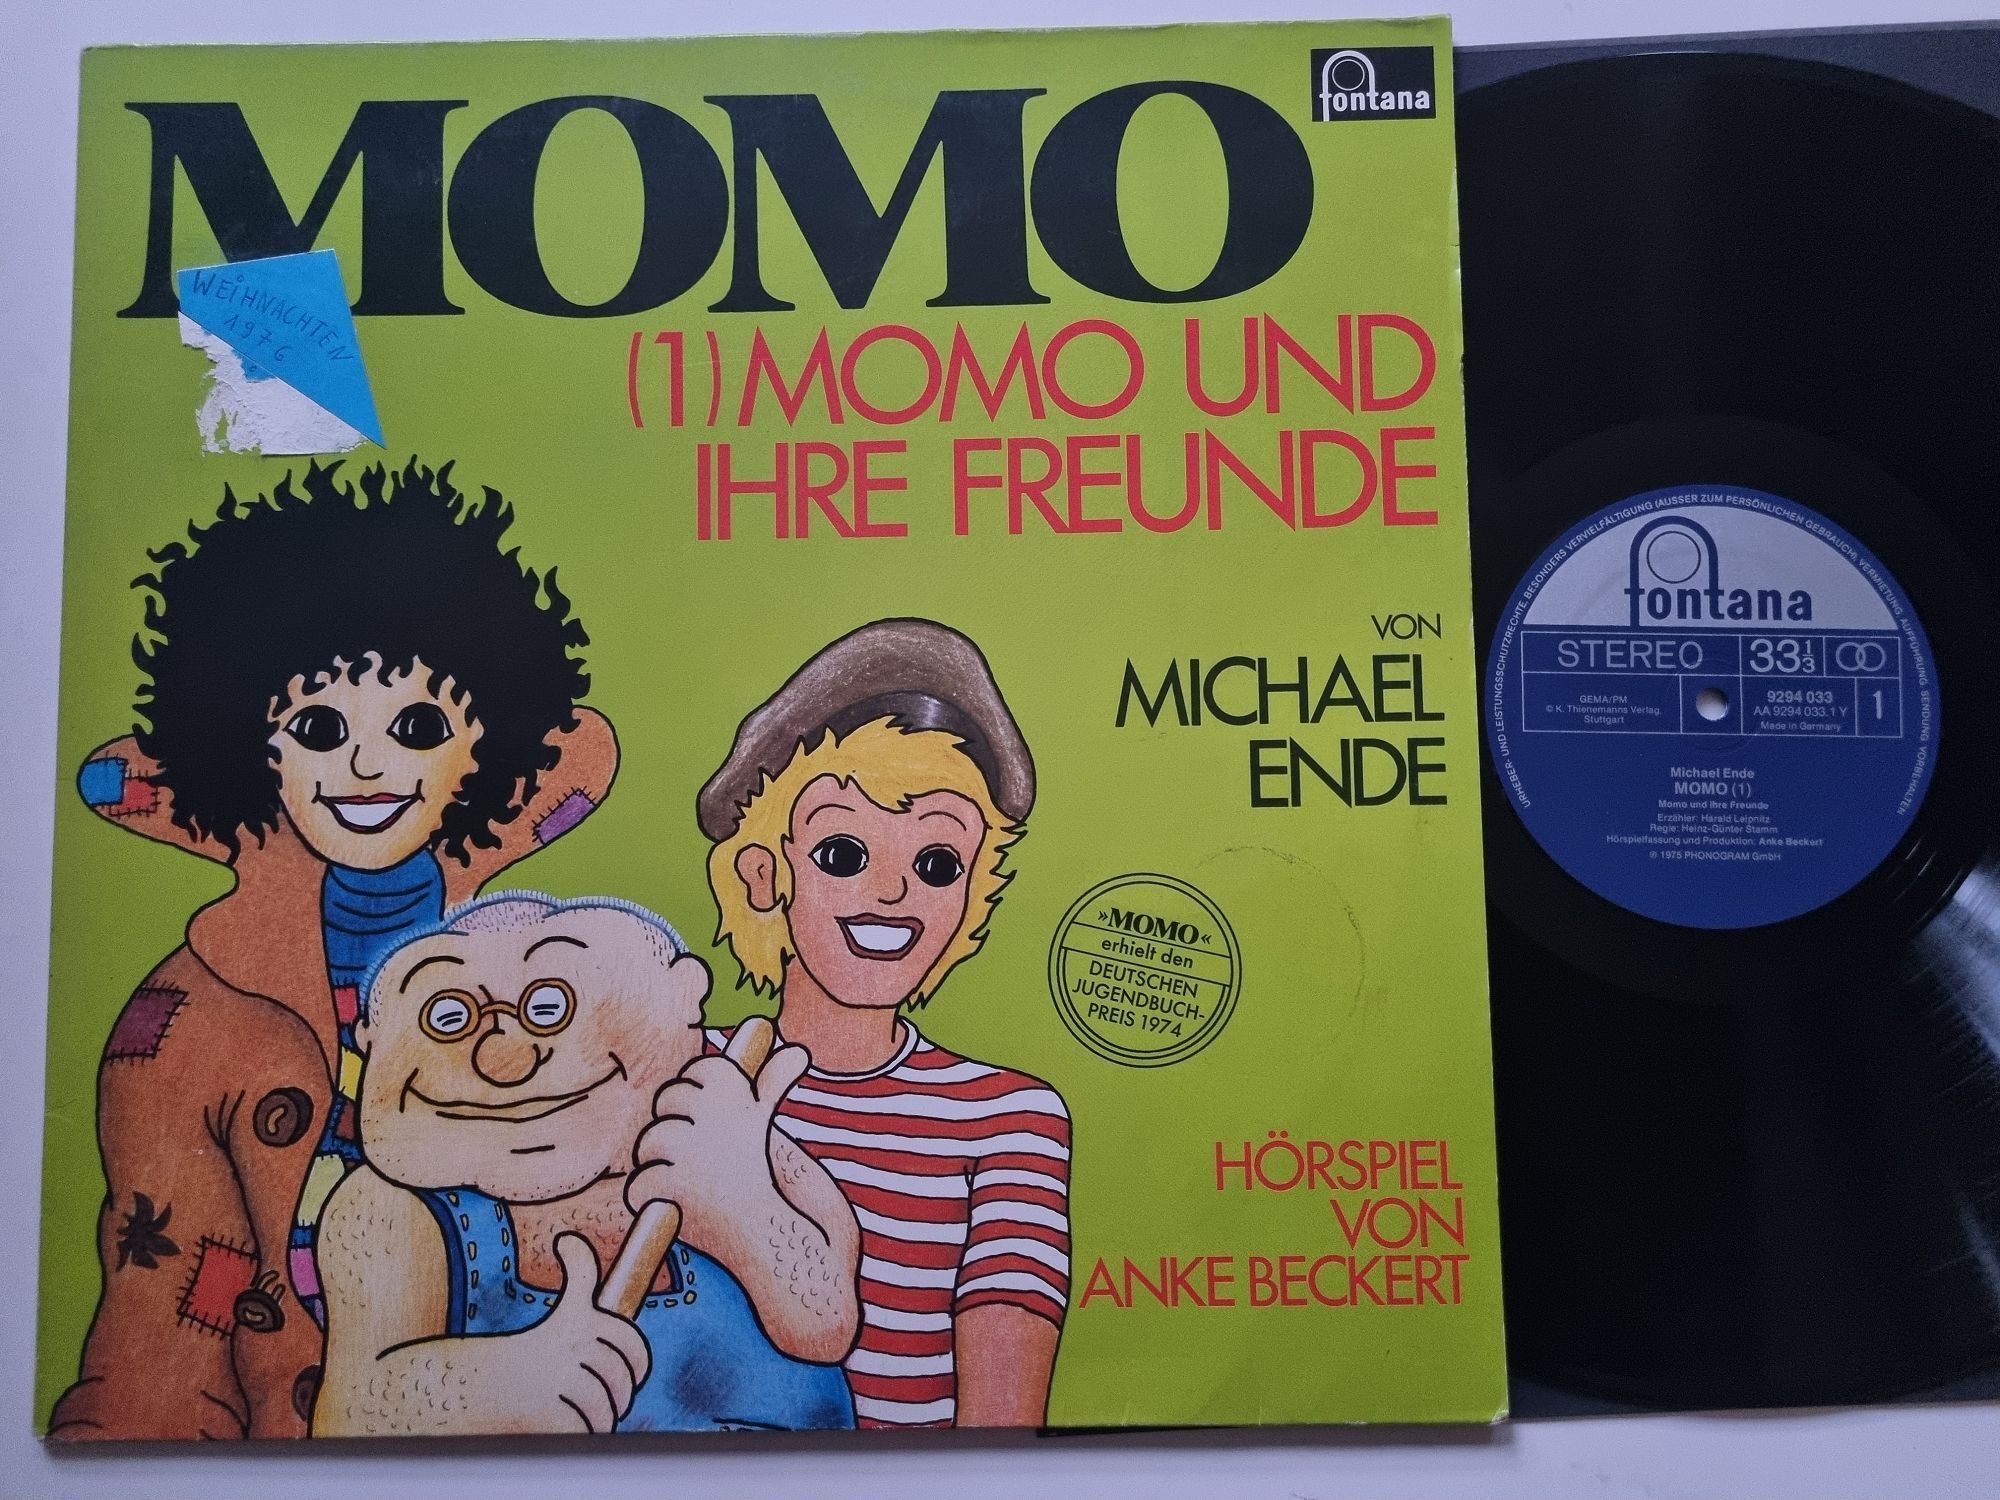 MOMO
fontana
WEIHNACHTEN
1976
(1) MOMO UND
IHRE FREUNDE
VON
MICHAEL
ENDE
»MOMO«
erhielt den
DEUTSCHEN
JUGENDBUCH-
PREIS 1974
HÖRSPIEL
VON
ANKE BECKERT
URHEBER- UND LEISTUNGSSCHUTZRECHTE, BESONDERS VERVIELFÄLTIGUNG (AUSSER ZUM PERSÖNLICHEN GEBRAUCH), VERMIETUNG, AUFFÜHRUNG, SENDUNG VORBEHALTEN
fontana
STEREO
33 1/3
GEMA/PM
© K. Thienemanns Verlag,
Stuttgart
9294 033
AA 9294 033.1 Y
Made in Germany
1
Michael Ende
MOMO (1)
Momo und ihre Freunde
Erzähler: Harald Leipnitz
Regie: Heinz-Günter Stamm
Hörspielfassung und Produktion: Anke Beckert
℗ 1975 PHONOGRAM GmbH